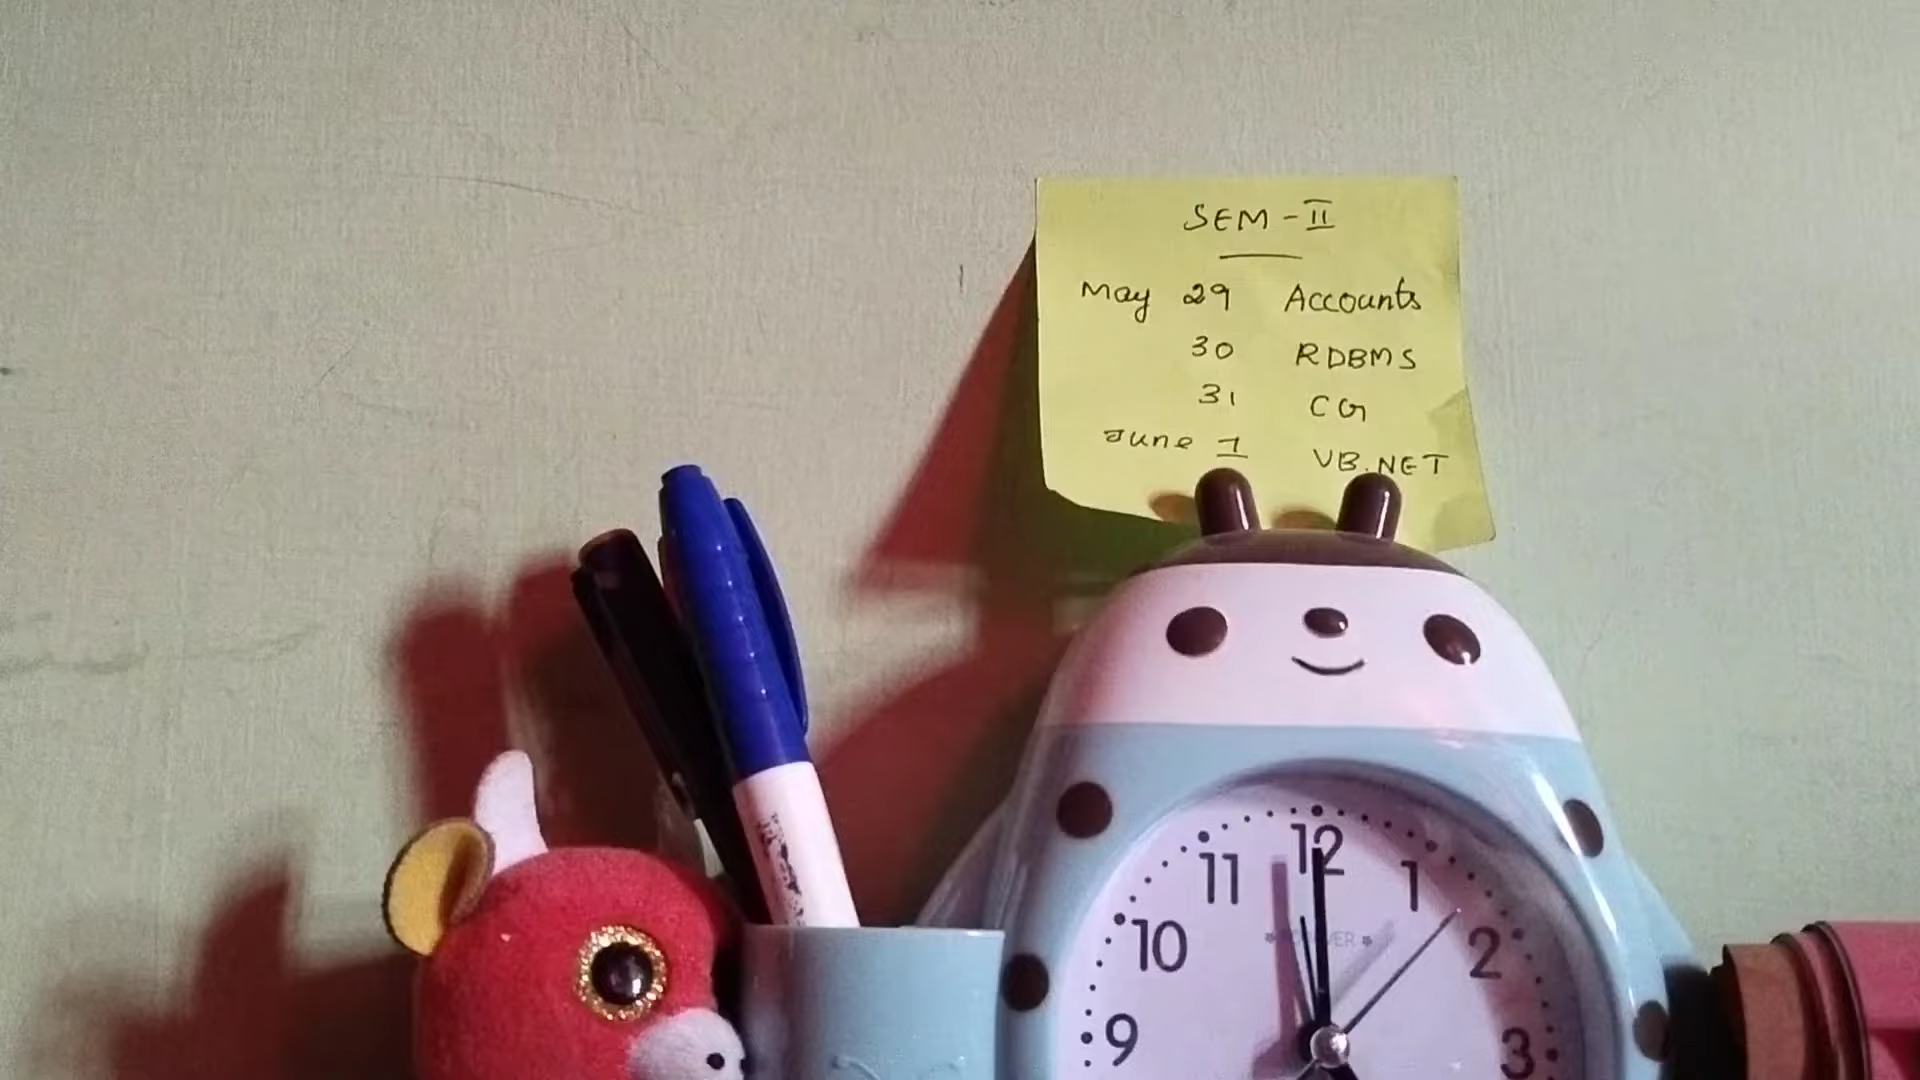 SEM - II
May 29 Accounts
30 RDBMS
31 CG
June 1 VB.NET
12
11
1
10
2
9
3